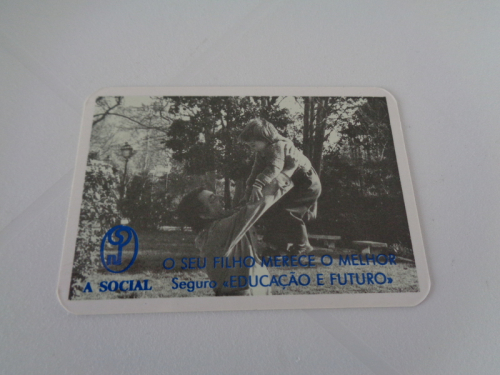 O SEU FILHO MERECE O MELHOR
A SOCIAL Seguro «EDUCAÇÃO E FUTURO»